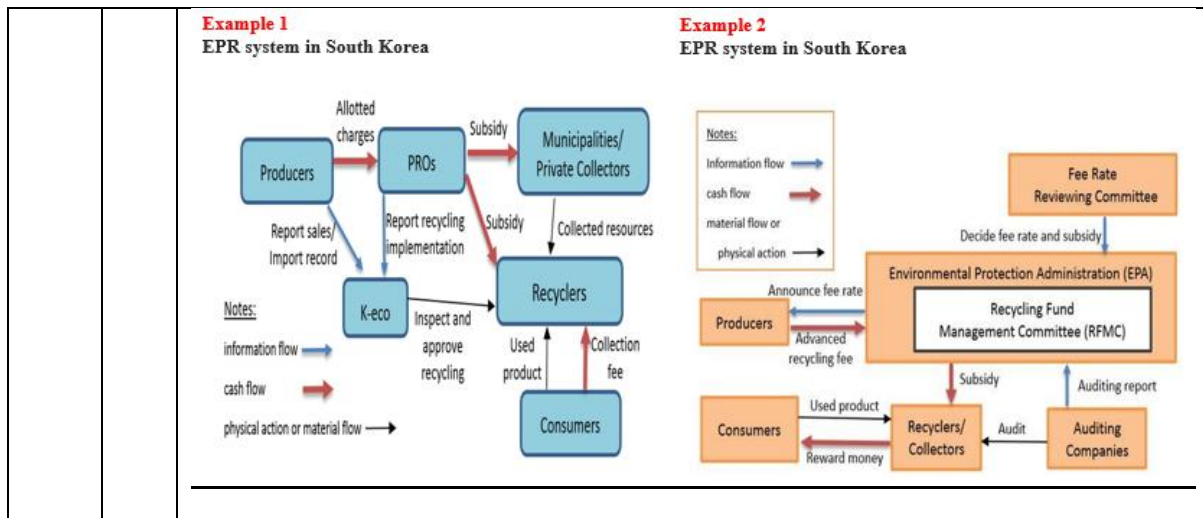 Example 1
EPR system in South Korea
Allotted
charges
Subsidy
Producers
PROs
Municipalities/
Private Collectors
Report sales/
Import record
Report recycling
implementation
Subsidy
Collected resources
K-eco
Recyclers
Inspect and
approve
recycling
Used
product
Collection
fee
Consumers
Notes:
information flow
cash flow
physical action or material flow
Example 2
EPR system in South Korea
Notes:
Information flow
cash flow
material flow or
physical action
Fee Rate
Reviewing Committee
Decide fee rate and subsidy
Environmental Protection Administration (EPA)
Recycling Fund
Management Committee (RFMC)
Announce fee rate
Producers
Advanced
recycling fee
Subsidy
Auditing report
Consumers
Used product
Reward money
Recyclers/
Collectors
Audit
Auditing
Companies